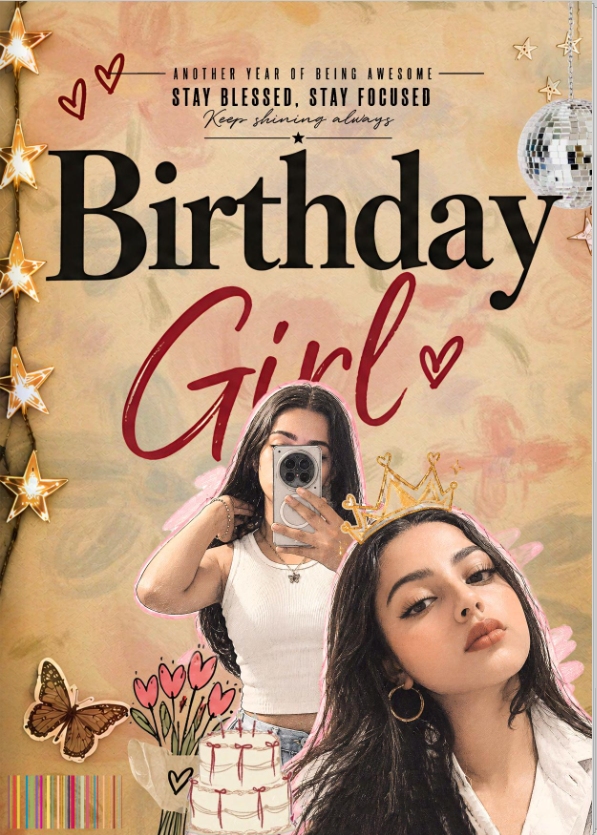 ANOTHER YEAR OF BEING AWESOME
STAY BLESSED, STAY FOCUSED
Keep shining always
Birthday
Girl